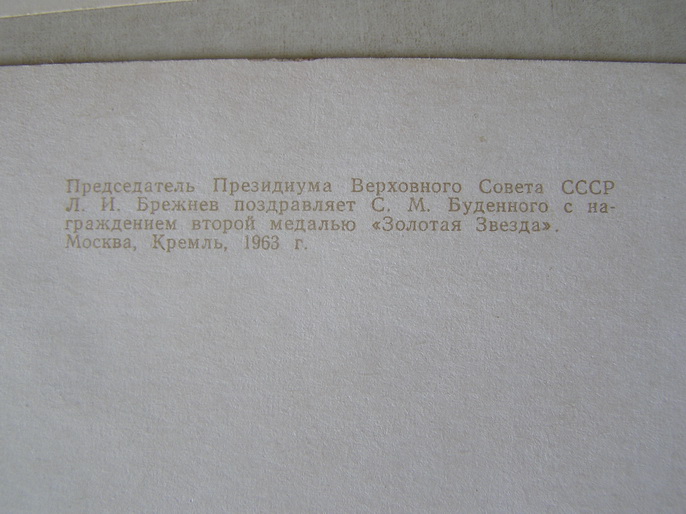 Председатель Президиума Верховного Совета СССР
Л. И. Брежнев поздравляет С. М. Буденного с на-
граждением второй медалью «Золотая Звезда».
Москва, Кремль, 1963 г.